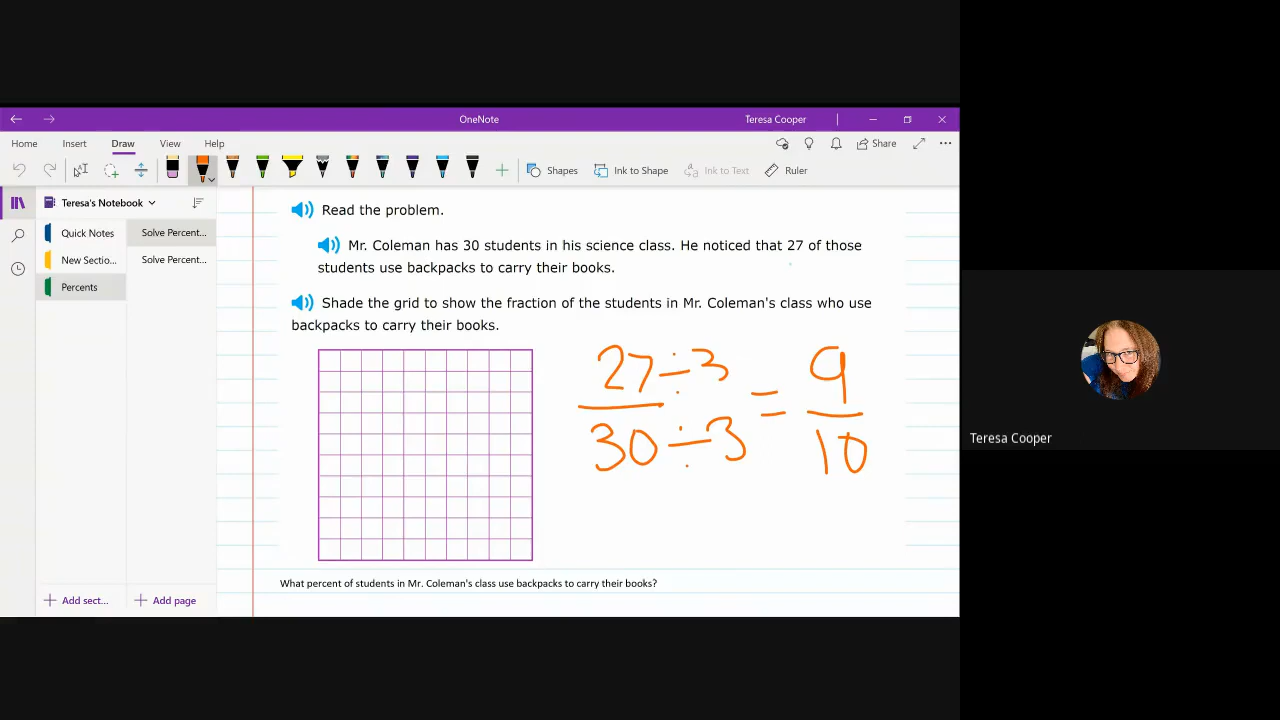 OneNote
Teresa Cooper
Home Insert Draw View Help
Share
Shapes Ink to Shape Ink to Text Ruler
Teresa's Notebook
Quick Notes
New Sectio...
Percents
Solve Percent...
Solve Percent...
Add sect...
Add page
Read the problem.
Mr. Coleman has 30 students in his science class. He noticed that 27 of those
students use backpacks to carry their books.
Shade the grid to show the fraction of the students in Mr. Coleman's class who use
backpacks to carry their books.
27÷3 = 9
30÷3 10
What percent of students in Mr. Coleman's class use backpacks to carry their books?
Teresa Cooper